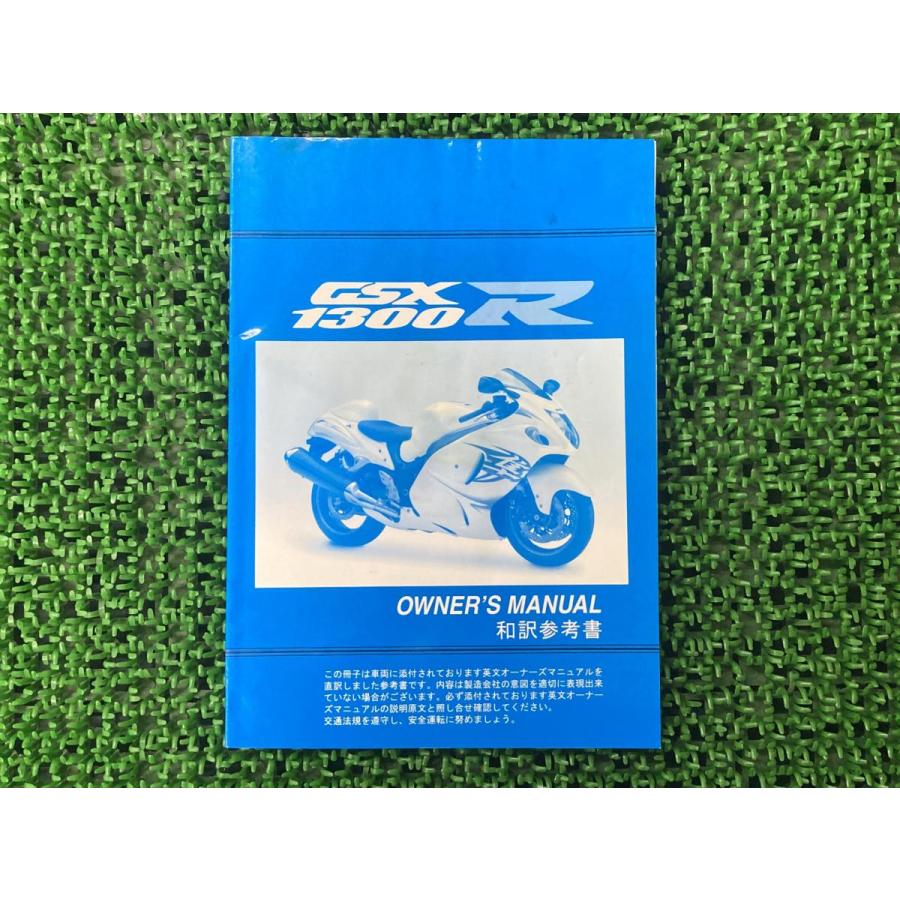 GSX
1300 R
OWNER'S MANUAL
和訳参考書
この冊子は車両に添付されております英文オーナーズマニュアルを
直訳しました参考書です。内容は製造会社の意図を適切に表現出来
ていない場合がございます。必ず添付されております英文オーナー
ズマニュアルの説明原文と照し合せ確認してください。
交通法規を遵守し、安全運転に努めましょう。